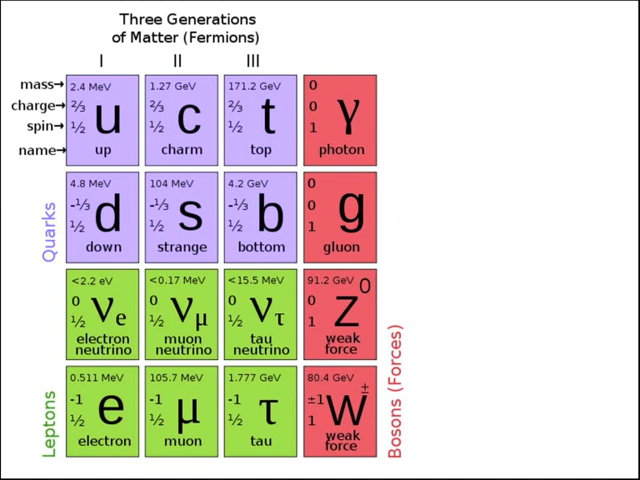 Three Generations
of Matter (Fermions)
I II III
mass→
charge→
spin→
name→
2.4 MeV
⅔
½
u
up
1.27 GeV
⅔
½
c
charm
171.2 GeV
⅔
½
t
top
0
0
1
γ
photon
Quarks
4.8 MeV
-⅓
½
d
down
104 MeV
-⅓
½
s
strange
4.2 GeV
-⅓
½
b
bottom
0
0
1
g
gluon
<2.2 eV
0
½
νe
electron
neutrino
<0.17 MeV
0
½
νμ
muon
neutrino
<15.5 MeV
0
½
ντ
tau
neutrino
91.2 GeV
0
1
Z0
weak
force
Leptons
0.511 MeV
-1
½
e
electron
105.7 MeV
-1
½
μ
muon
1.777 GeV
-1
½
τ
tau
80.4 GeV
±1
1
W±
weak
force
Bosons (Forces)